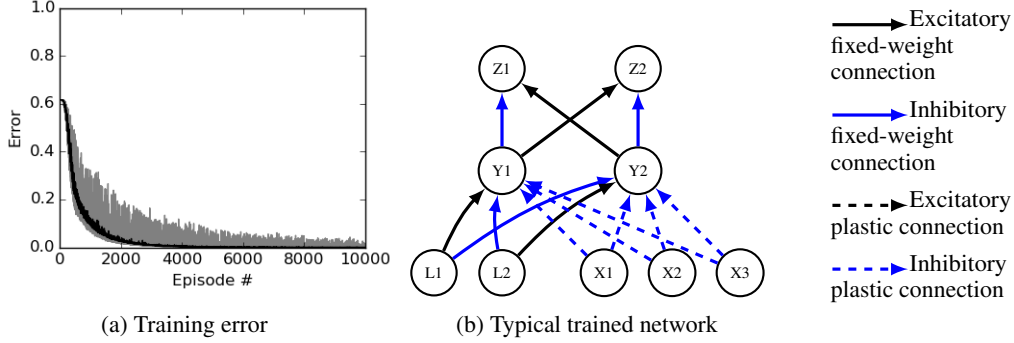 1.0
0.8
0.6
0.4
0.2
0.0
Error
0 2000 4000 6000 8000 10000
Episode #
(a) Training error
Z1 Z2
Y1 Y2
L1 L2 X1 X2 X3
(b) Typical trained network
Excitatory
fixed-weight
connection
Inhibitory
fixed-weight
connection
Excitatory
plastic connection
Inhibitory
plastic connection